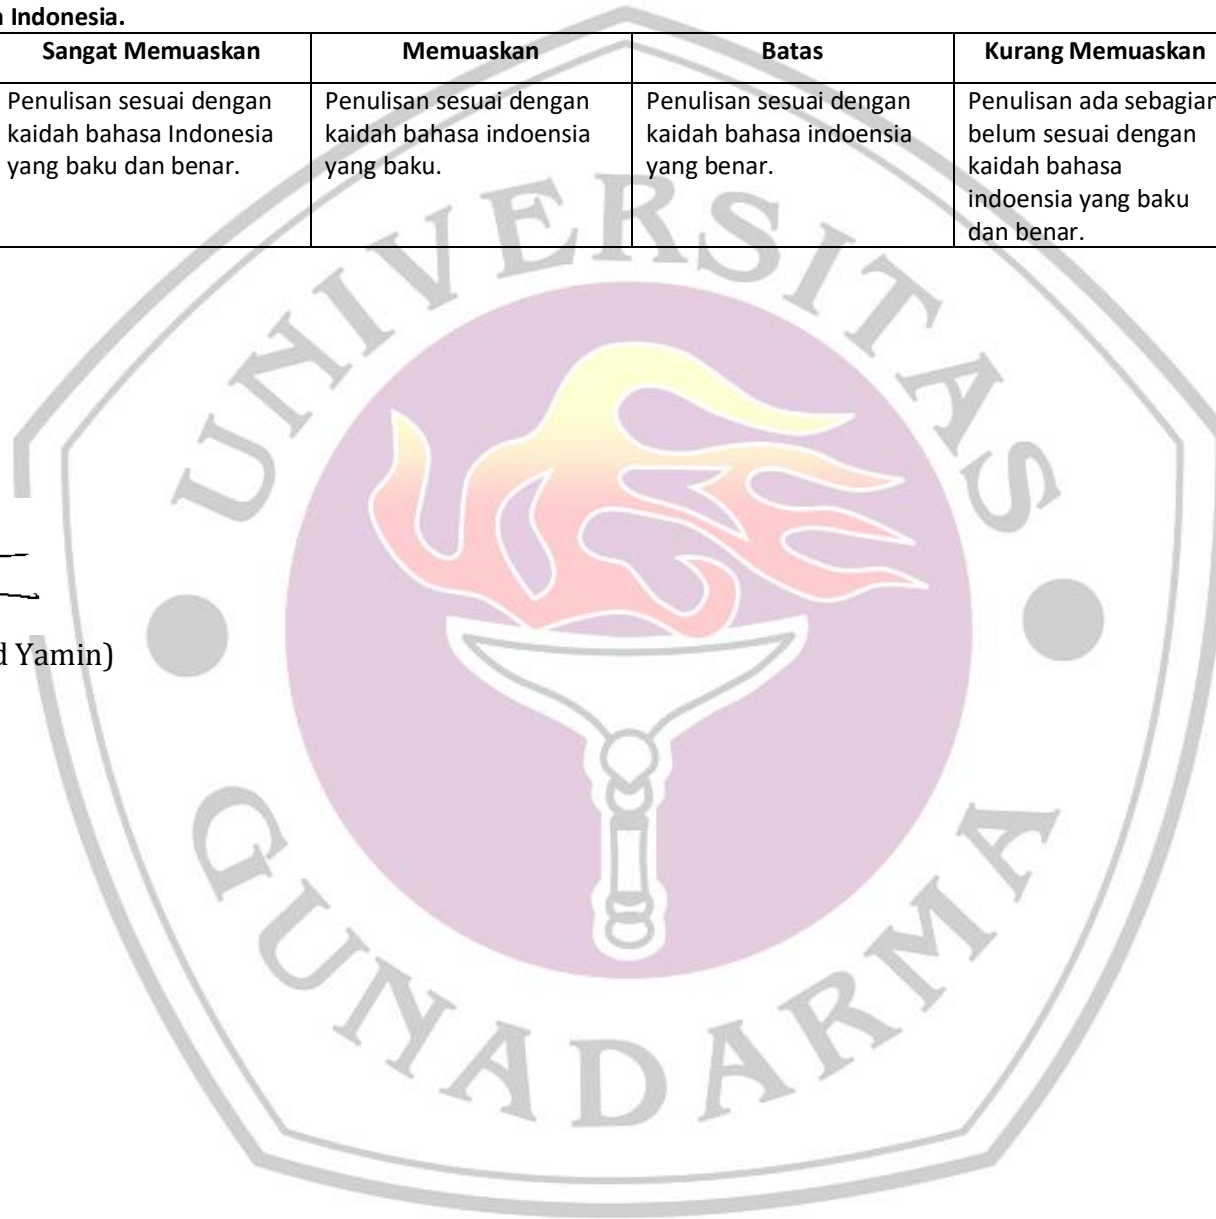 n Indonesia.
Sangat Memuaskan Memuaskan Batas Kurang Memuaskan
Penulisan sesuai dengan
kaidah bahasa Indonesia
yang baku dan benar.
Penulisan sesuai dengan
kaidah bahasa indoensia
yang baku.
Penulisan sesuai dengan
kaidah bahasa indoensia
yang benar.
Penulisan ada sebagian
belum sesuai dengan
kaidah bahasa
indoensia yang baku
dan benar.
UNIVERSITAS
d Yamin)
GUNADARMA